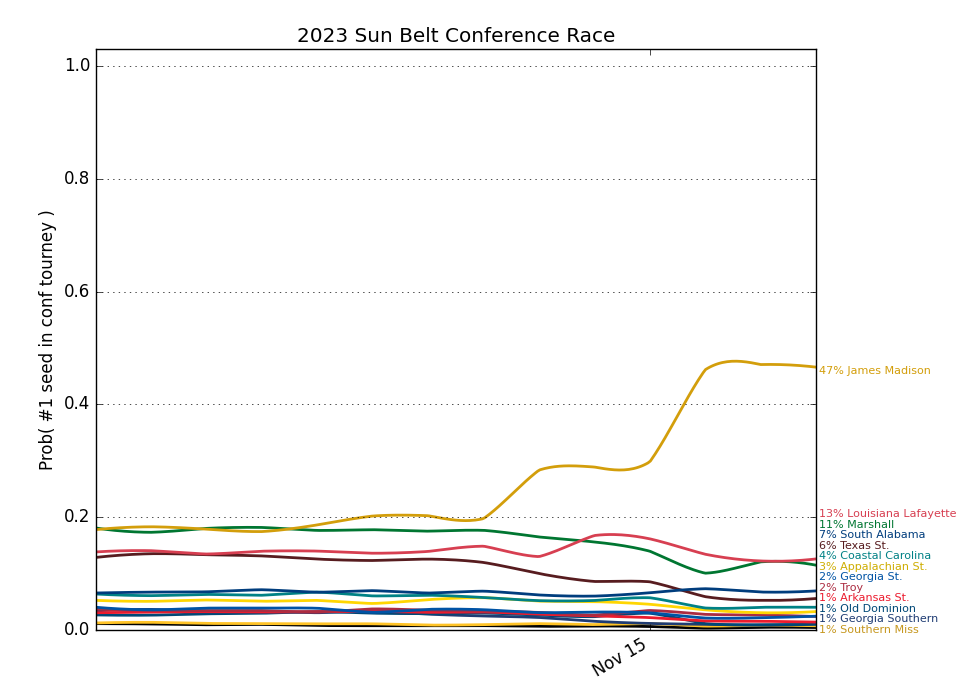 2023 Sun Belt Conference Race
Prob( #1 seed in conf tourney )
1.0
0.8
0.6
0.4
0.2
0.0
Nov 15
47% James Madison
13% Louisiana Lafayette
11% Marshall
7% South Alabama
6% Texas St.
4% Coastal Carolina
3% Appalachian St.
2% Georgia St.
2% Troy
1% Arkansas St.
1% Old Dominion
1% Georgia Southern
1% Southern Miss